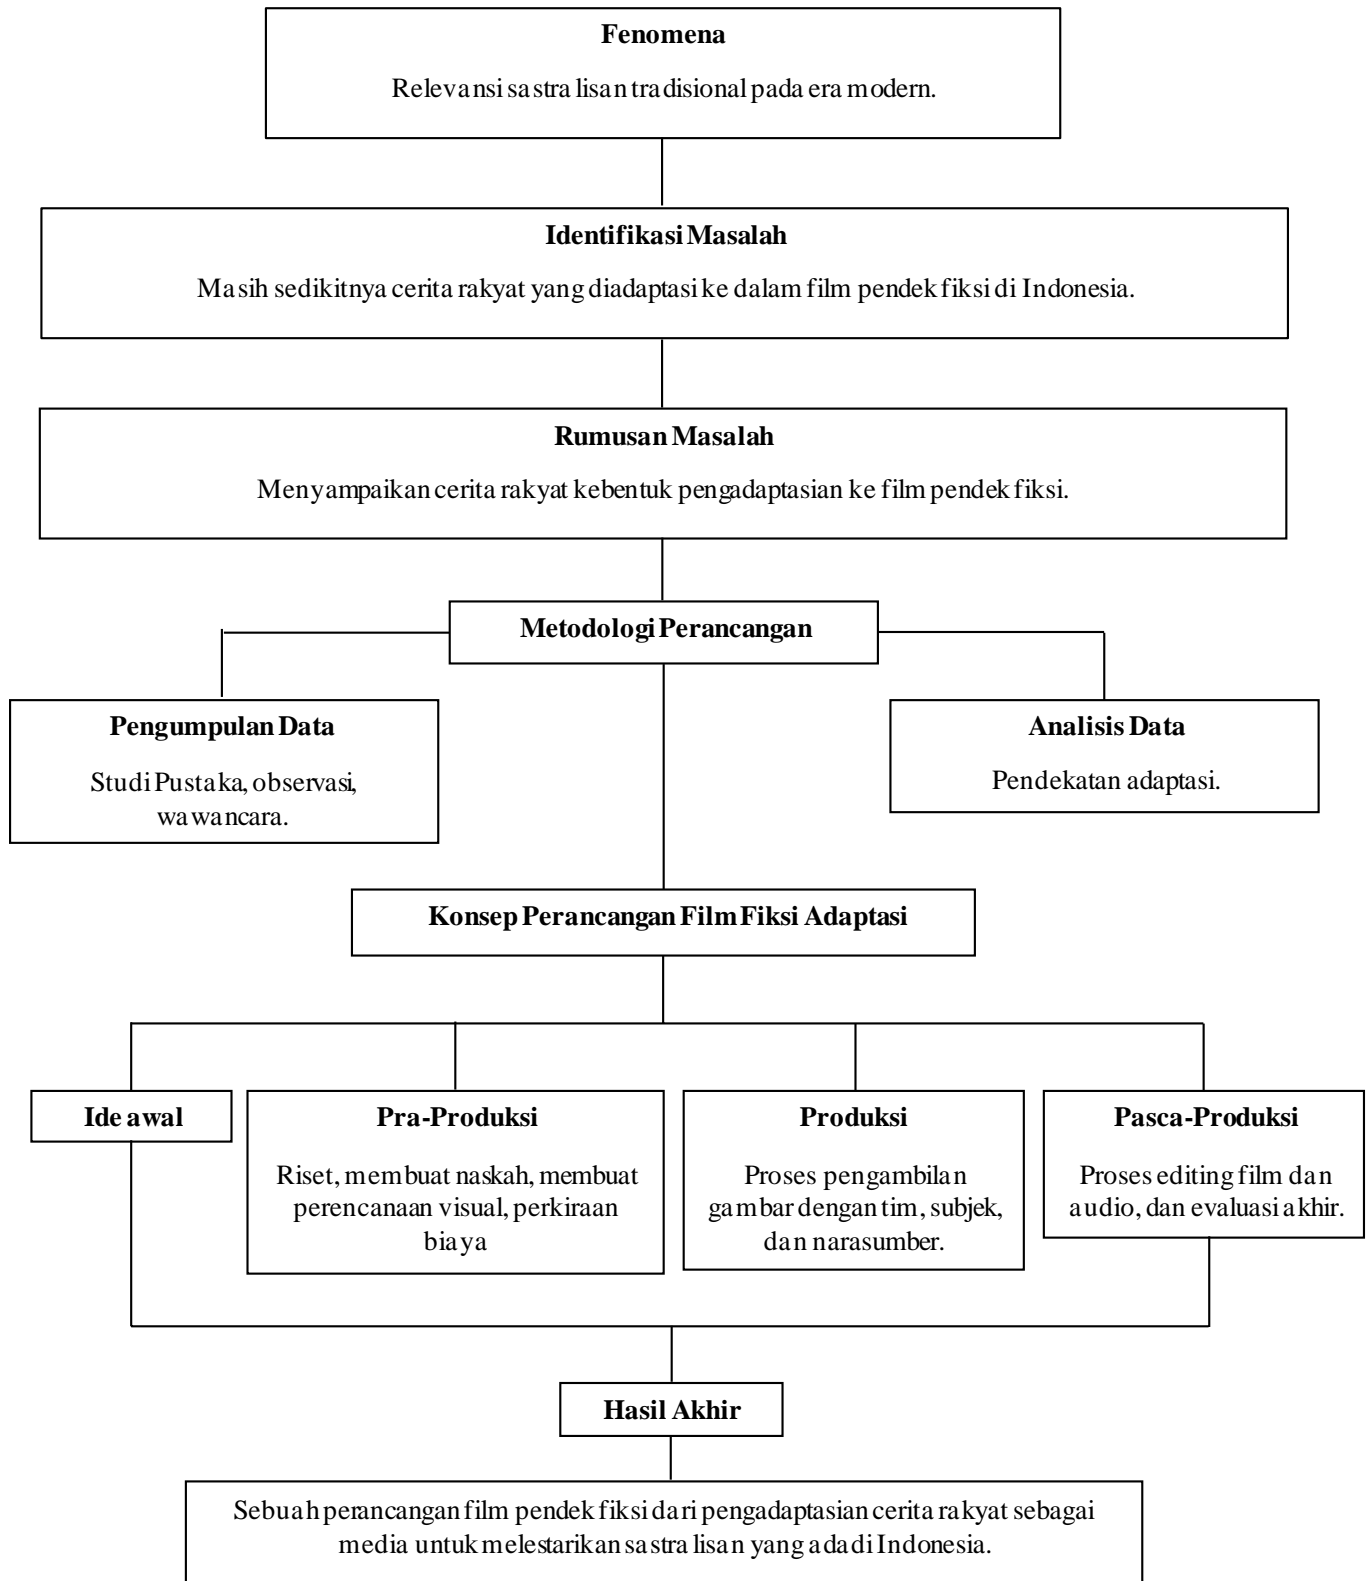 Fenomena
Relevansi sastra lisan tradisional pada era modern.
Identifikasi Masalah
Masih sedikitnya cerita rakyat yang diadaptasi ke dalam film pendek fiksi di Indonesia.
Rumusan Masalah
Menyampaikan cerita rakyat kebentuk pengadaptasian ke film pendek fiksi.
Metodologi Perancangan
Pengumpulan Data
Studi Pustaka, observasi,
wawancara.
Analisis Data
Pendekatan adaptasi.
Konsep Perancangan Film Fiksi Adaptasi
Ide awal
Pra-Produksi
Riset, membuat naskah, membuat
perencanaan visual, perkiraan
biaya
Produksi
Proses pengambilan
gambar dengan tim, subjek,
dan narasumber.
Pasca-Produksi
Proses editing film dan
audio, dan evaluasi akhir.
Hasil Akhir
Sebuah perancangan film pendek fiksi dari pengadaptasian cerita rakyat sebagai
media untuk melestarikan sastra lisan yang ada di Indonesia.